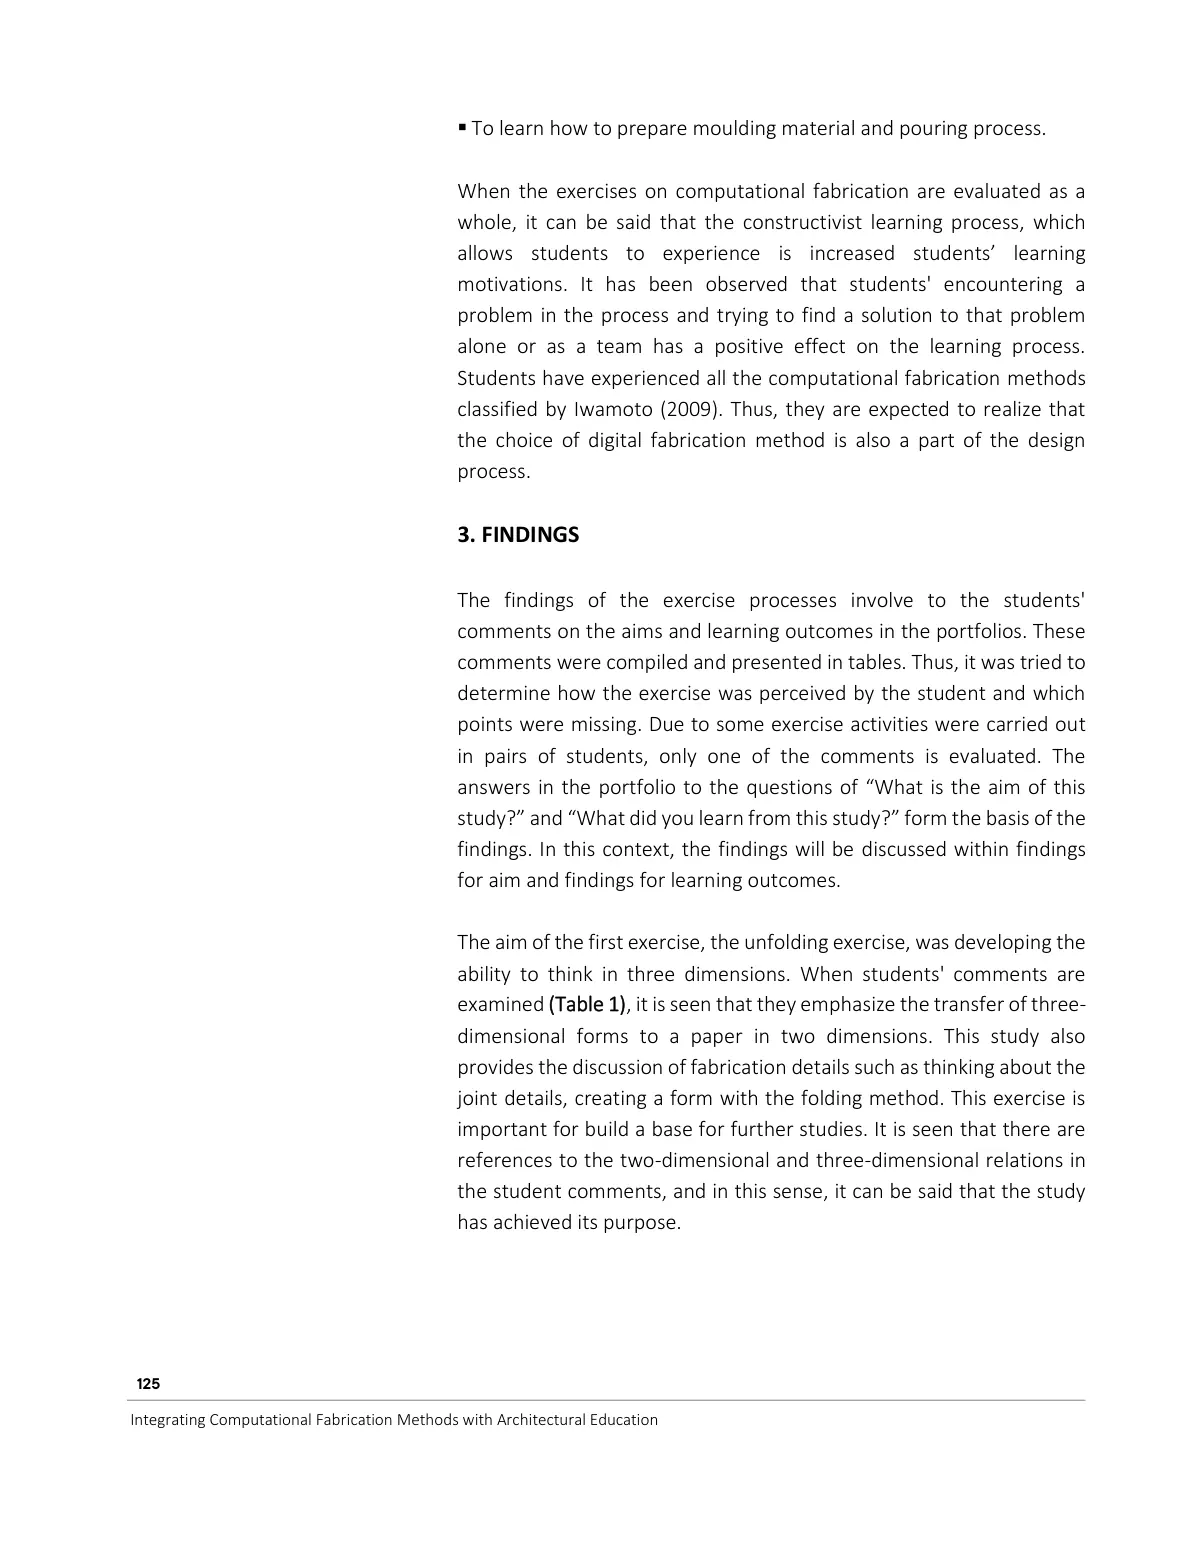 ▪ To learn how to prepare moulding material and pouring process.
When the exercises on computational fabrication are evaluated as a
whole, it can be said that the constructivist learning process, which
allows students to experience is increased students’ learning
motivations. It has been observed that students' encountering a
problem in the process and trying to find a solution to that problem
alone or as a team has a positive effect on the learning process.
Students have experienced all the computational fabrication methods
classified by Iwamoto (2009). Thus, they are expected to realize that
the choice of digital fabrication method is also a part of the design
process.
3. FINDINGS
The findings of the exercise processes involve to the students'
comments on the aims and learning outcomes in the portfolios. These
comments were compiled and presented in tables. Thus, it was tried to
determine how the exercise was perceived by the student and which
points were missing. Due to some exercise activities were carried out
in pairs of students, only one of the comments is evaluated. The
answers in the portfolio to the questions of “What is the aim of this
study?” and “What did you learn from this study?” form the basis of the
findings. In this context, the findings will be discussed within findings
for aim and findings for learning outcomes.
The aim of the first exercise, the unfolding exercise, was developing the
ability to think in three dimensions. When students' comments are
examined (Table 1), it is seen that they emphasize the transfer of three-
dimensional forms to a paper in two dimensions. This study also
provides the discussion of fabrication details such as thinking about the
joint details, creating a form with the folding method. This exercise is
important for build a base for further studies. It is seen that there are
references to the two-dimensional and three-dimensional relations in
the student comments, and in this sense, it can be said that the study
has achieved its purpose.
125
Integrating Computational Fabrication Methods with Architectural Education